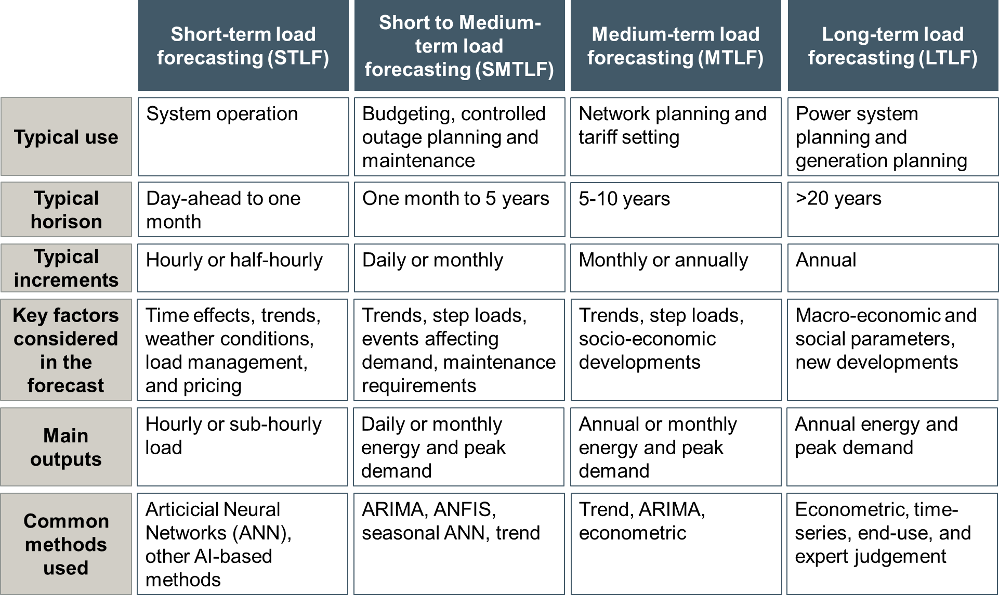 Short-term load
forecasting (STLF)
Short to Medium-
term load
forecasting (SMTLF)
Medium-term load
forecasting (MTLF)
Long-term load
forecasting (LTLF)
Typical use
System operation
Budgeting, controlled
outage planning and
maintenance
Network planning and
tariff setting
Power system
planning and
generation planning
Typical
horison
Day-ahead to one
month
One month to 5 years
5-10 years
>20 years
Typical
increments
Hourly or half-hourly
Daily or monthly
Monthly or annually
Annual
Key factors
considered
in the
forecast
Time effects, trends,
weather conditions,
load management,
and pricing
Trends, step loads,
events affecting
demand, maintenance
requirements
Trends, step loads,
socio-economic
developments
Macro-economic and
social parameters,
new developments
Main
outputs
Hourly or sub-hourly
load
Daily or monthly
energy and peak
demand
Annual or monthly
energy and peak
demand
Annual energy and
peak demand
Common
methods
used
Articicial Neural
Networks (ANN),
other AI-based
methods
ARIMA, ANFIS,
seasonal ANN, trend
Trend, ARIMA,
econometric
Econometric, time-
series, end-use, and
expert judgement